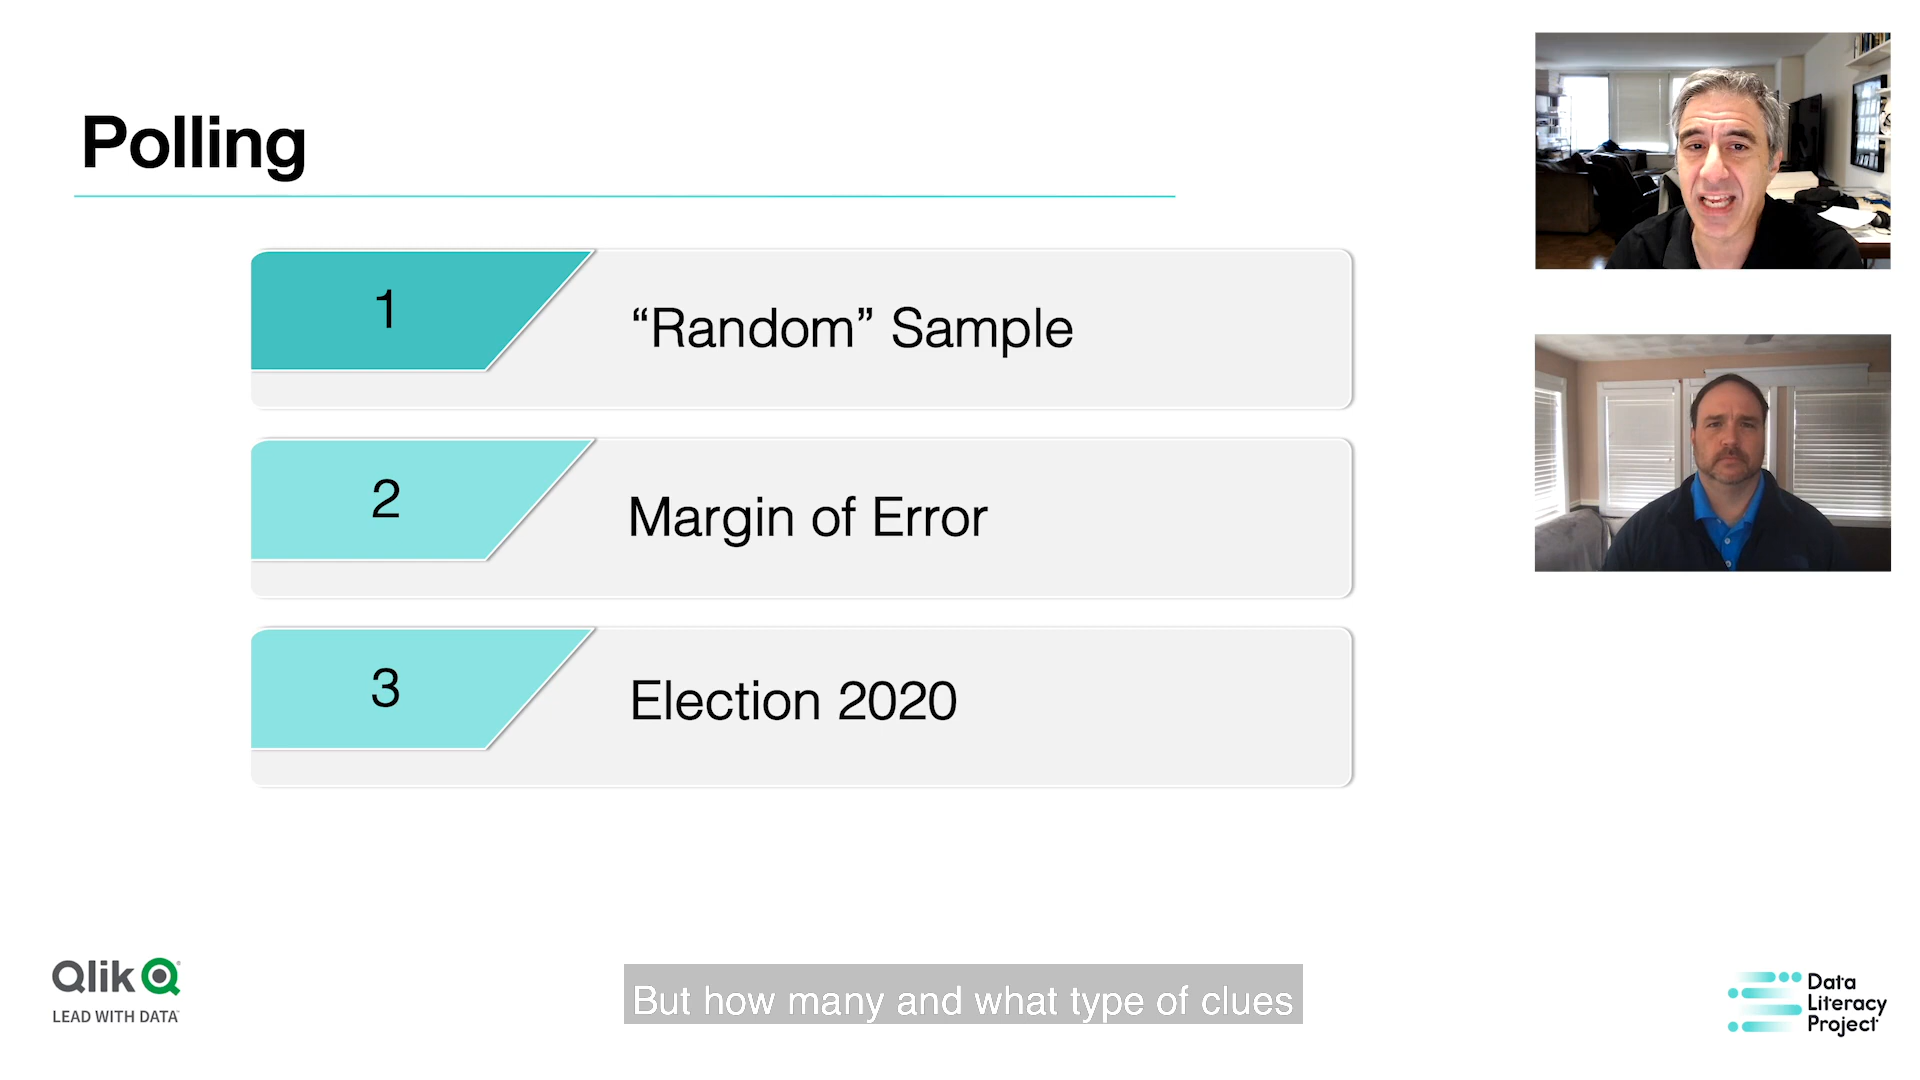 Polling
1
“Random” Sample
2
Margin of Error
3
Election 2020
Qlik
LEAD WITH DATA
But how many and what type of clues
Data
Literacy
Project